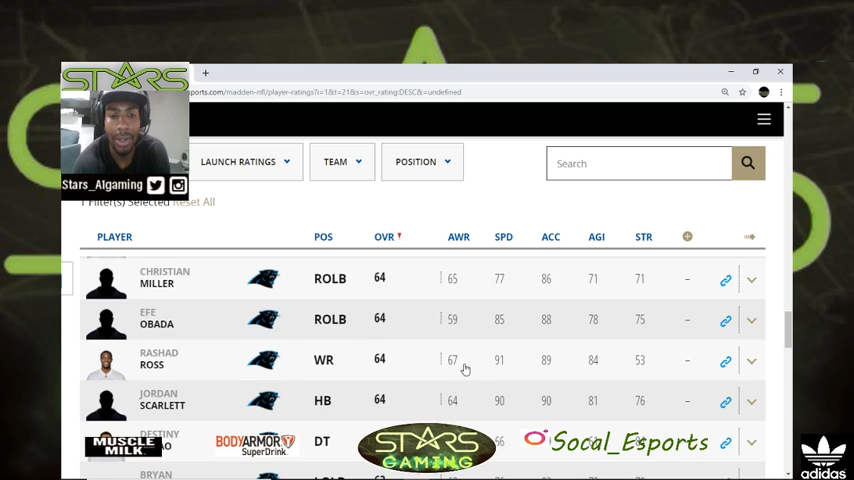 STARS
sports.com/madden-nfl/player-ratings?i=1&t=21&s=ovr_rating:DESC&=undefined
Stars_AIgaming
LAUNCH RATINGS TEAM POSITION Search
1 Filter(s) Selected Reset All
PLAYER POS OVR AWR SPD ACC AGI STR
CHRISTIAN
MILLER ROLB 64 65 77 86 71 71 –
EFE
OBADA ROLB 64 59 85 88 78 75 –
RASHAD
ROSS WR 64 67 91 89 84 53 –
JORDAN
SCARLETT HB 64 64 90 90 81 76 –
DESTINY
DT
BRYAN
MUSCLE
MILK
BODYARMOR
SuperDrink
STARS
GAMING
Socal_Esports
adidas